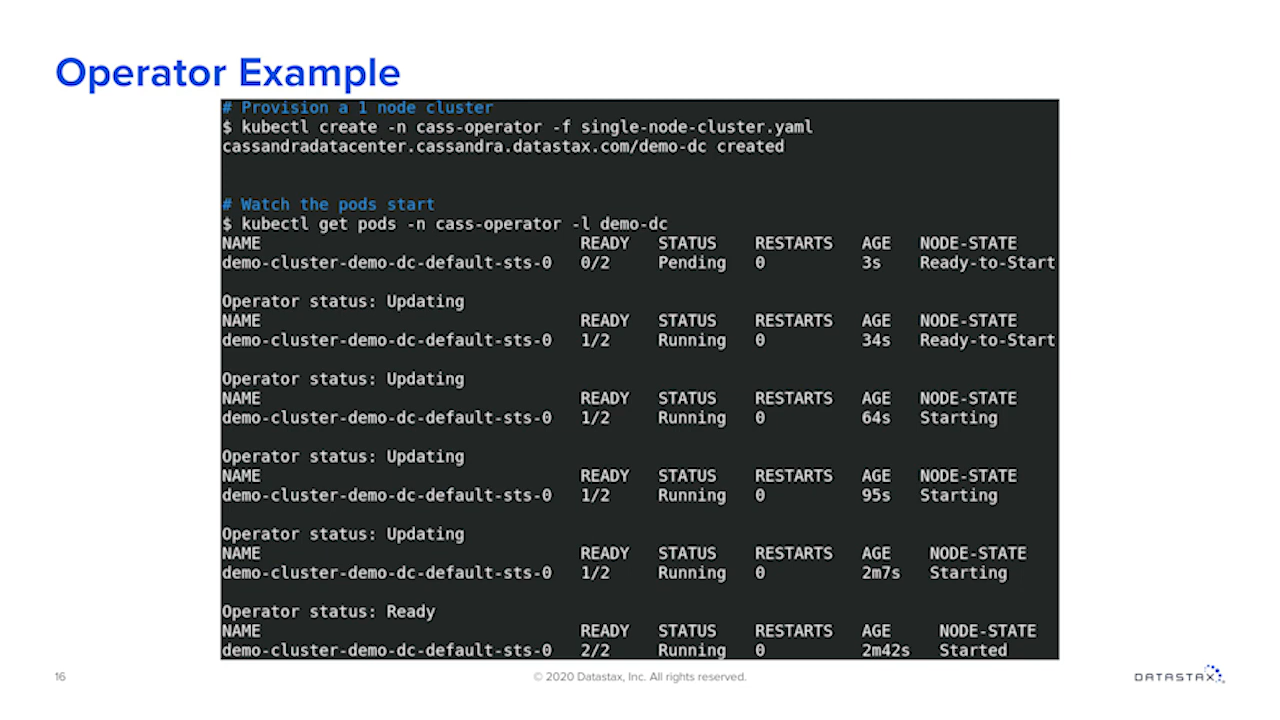 Operator Example
# Provision a 1 node cluster
$ kubectl create -n cass-operator -f single-node-cluster.yaml
cassandradatacenter.cassandra.datastax.com/demo-dc created
# Watch the pods start
$ kubectl get pods -n cass-operator -l demo-dc
NAME READY STATUS RESTARTS AGE NODE-STATE
demo-cluster-demo-dc-default-sts-0 0/2 Pending 0 3s Ready-to-Start
Operator status: Updating
NAME READY STATUS RESTARTS AGE NODE-STATE
demo-cluster-demo-dc-default-sts-0 1/2 Running 0 34s Ready-to-Start
Operator status: Updating
NAME READY STATUS RESTARTS AGE NODE-STATE
demo-cluster-demo-dc-default-sts-0 1/2 Running 0 64s Starting
Operator status: Updating
NAME READY STATUS RESTARTS AGE NODE-STATE
demo-cluster-demo-dc-default-sts-0 1/2 Running 0 95s Starting
Operator status: Updating
NAME READY STATUS RESTARTS AGE NODE-STATE
demo-cluster-demo-dc-default-sts-0 1/2 Running 0 2m7s Starting
Operator status: Ready
NAME READY STATUS RESTARTS AGE NODE-STATE
demo-cluster-demo-dc-default-sts-0 2/2 Running 0 2m42s Started
16 © 2020 Datastax, Inc. All rights reserved. DATASTAX